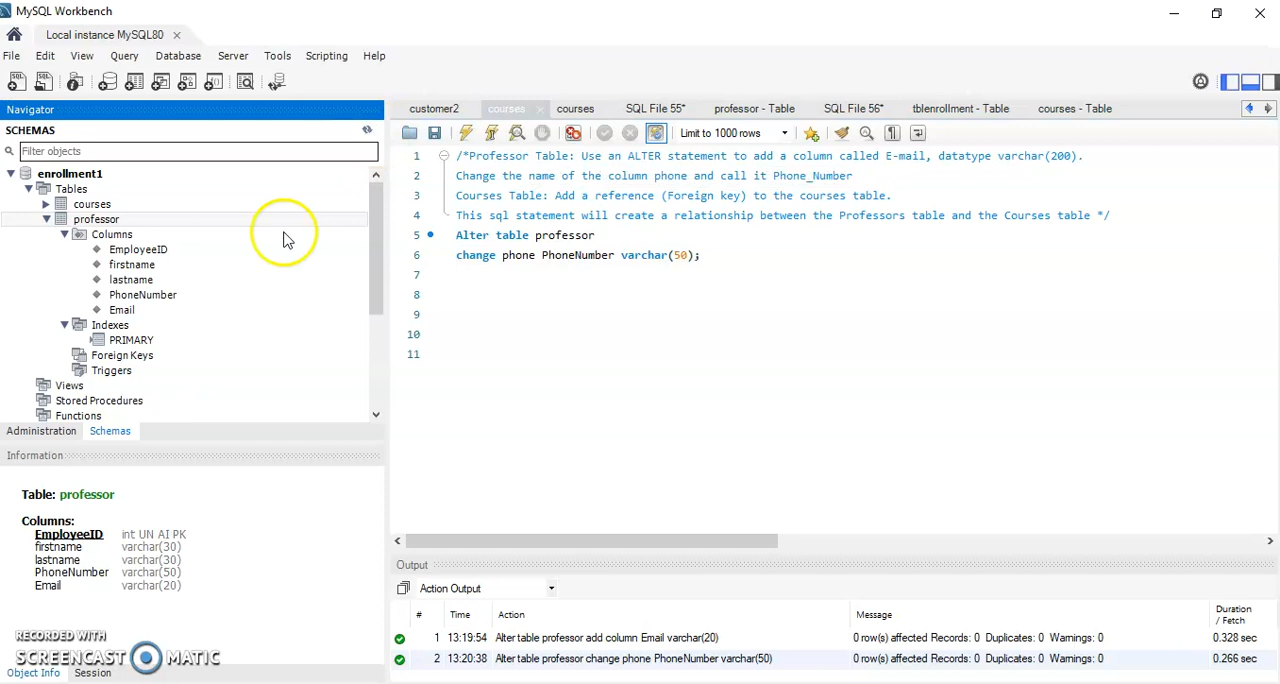 MySQL Workbench
Local instance MySQL80
File Edit View Query Database Server Tools Scripting Help
Navigator
SCHEMAS
Filter objects
enrollment1
Tables
courses
professor
Columns
EmployeeID
firstname
lastname
PhoneNumber
Email
Indexes
PRIMARY
Foreign Keys
Triggers
Views
Stored Procedures
Functions
Administration Schemas
Information
Table: professor
Columns:
EmployeeID int UN AI PK
firstname varchar(30)
lastname varchar(30)
PhoneNumber varchar(50)
Email varchar(20)
RECORDED WITH
SCREENCAST MATIC
Object Info Session
customer2 courses courses SQL File 55* professor - Table SQL File 56* tblenrollment - Table courses - Table
Limit to 1000 rows
1 /*Professor Table: Use an ALTER statement to add a column called E-mail, datatype varchar(200).
2 Change the name of the column phone and call it Phone_Number
3 Courses Table: Add a reference (Foreign key) to the courses table.
4 This sql statement will create a relationship between the Professors table and the Courses table */
5 Alter table professor
6 change phone PhoneNumber varchar(50);
7
8
9
10
11
Output
Action Output
# Time Action Message Duration / Fetch
1 13:19:54 Alter table professor add column Email varchar(20) 0 row(s) affected Records: 0 Duplicates: 0 Warnings: 0 0.328 sec
2 13:20:38 Alter table professor change phone PhoneNumber varchar(50) 0 row(s) affected Records: 0 Duplicates: 0 Warnings: 0 0.266 sec